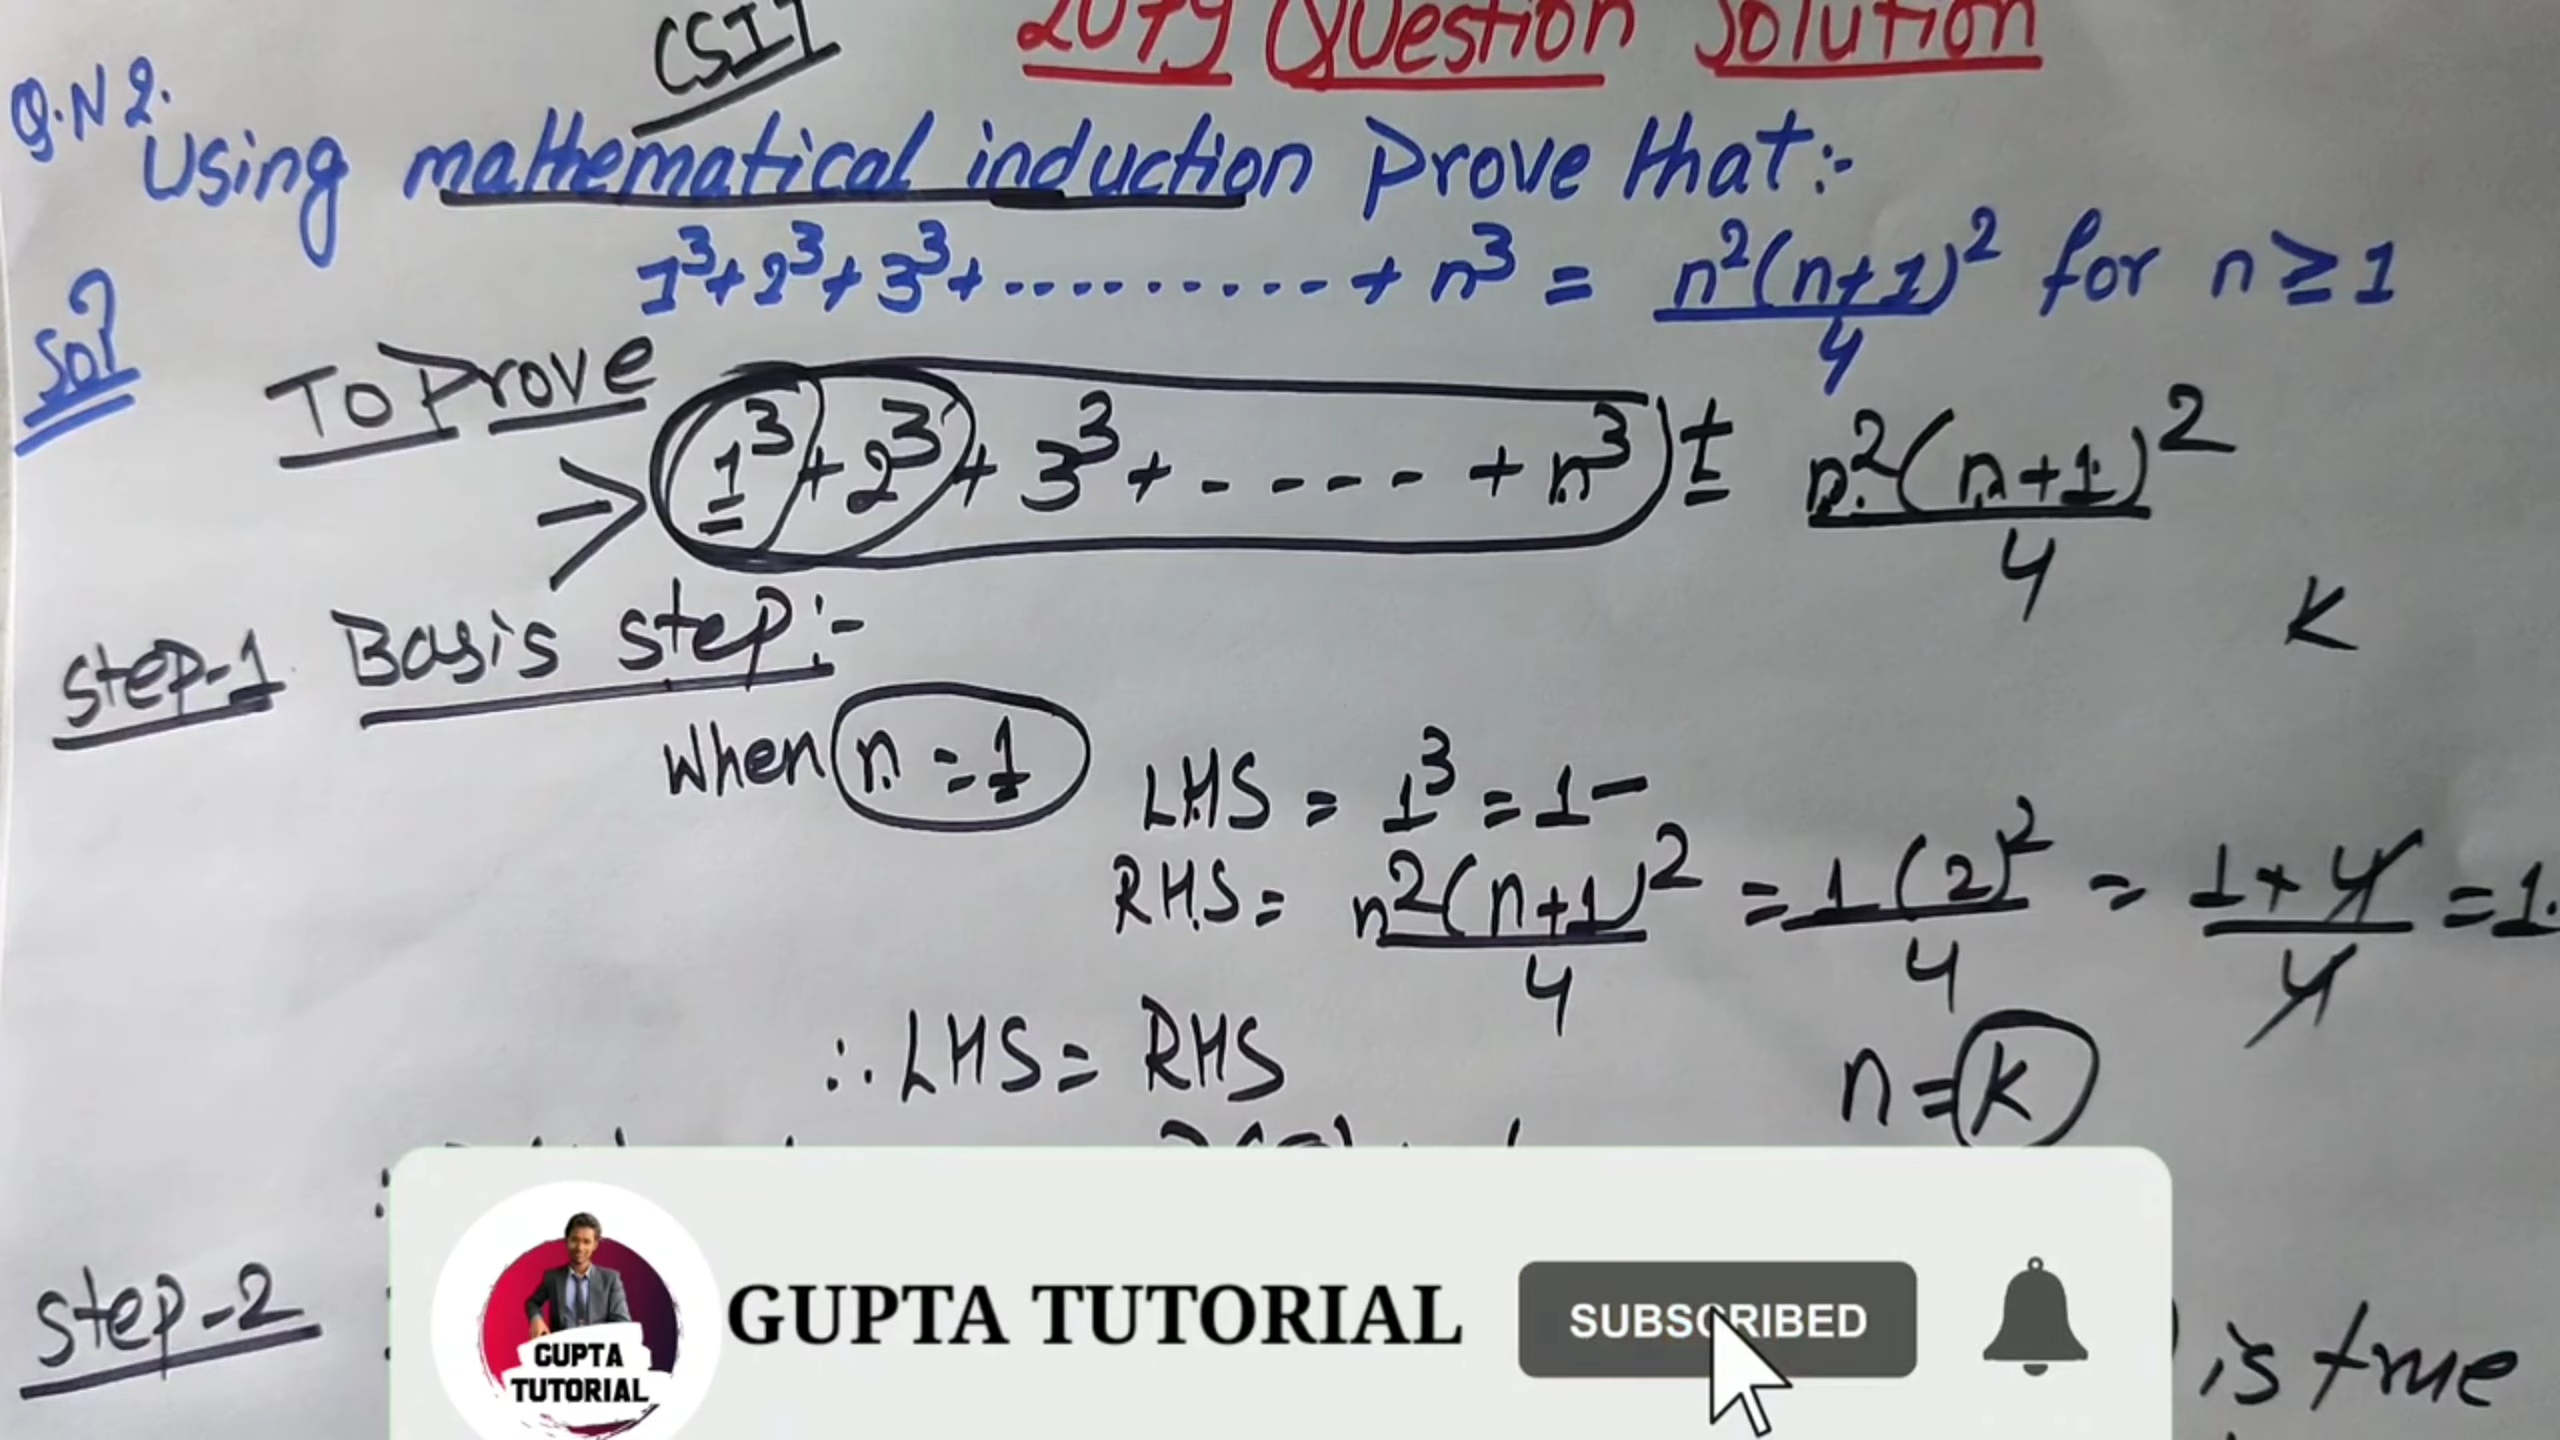 CSIT 2079 Question Solution
Q.N 2.
Using mathematical induction prove that:-
1³+2³+3³+..........+ n³ = n²(n+1)²/4 for n ≥ 1
Solⁿ
To Prove
=> 1³+2³+3³+-----+n³ = n²(n+1)²/4
K
Step-1 Basis step:-
When n=1 LHS = 1³ = 1
RHS = n²(n+1)²/4 = 1(2)²/4 = 1*4/4 = 1.
∴ LHS = RHS
n=k
Step-2
is true
GUPTA TUTORIAL
GUPTA
TUTORIAL
SUBSCRIBED